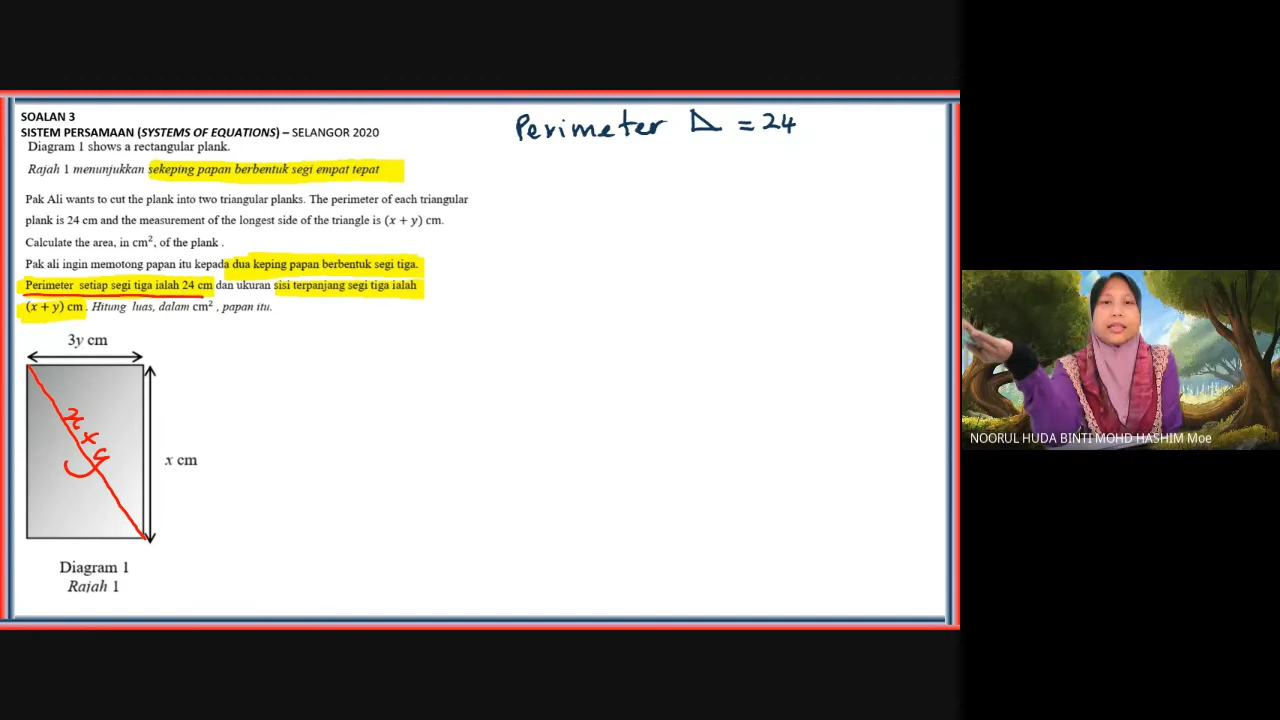 SOALAN 3
SISTEM PERSAMAAN (SYSTEMS OF EQUATIONS) – SELANGOR 2020
Diagram 1 shows a rectangular plank.
Rajah 1 menunjukkan sekeping papan berbentuk segi empat tepat
Pak Ali wants to cut the plank into two triangular planks. The perimeter of each triangular
plank is 24 cm and the measurement of the longest side of the triangle is (x + y) cm.
Calculate the area, in cm², of the plank .
Pak ali ingin memotong papan itu kepada dua keping papan berbentuk segi tiga.
Perimeter setiap segi tiga ialah 24 cm dan ukuran sisi terpanjang segi tiga ialah
(x + y) cm . Hitung luas, dalam cm² , papan itu.
Perimeter = 24
3y cm
x + y
x cm
Diagram 1
Rajah 1
NOORUL HUDA BINTI MOHD HASHIM Moe